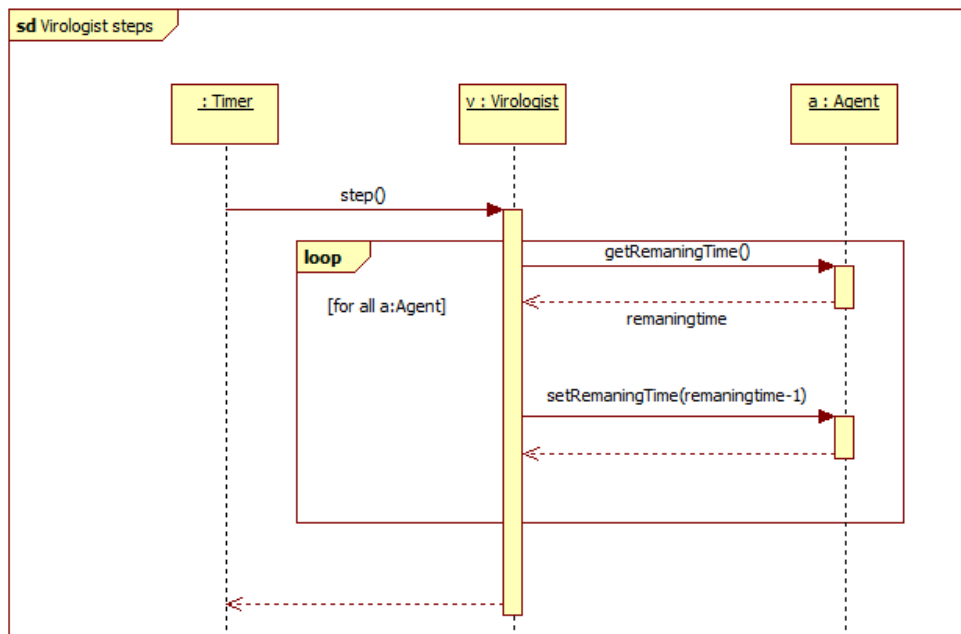 sd Virologist steps
: Timer
v : Virologist
a : Agent
step()
loop
getRemaningTime()
[for all a:Agent]
remaningtime
setRemaningTime(remaningtime-1)